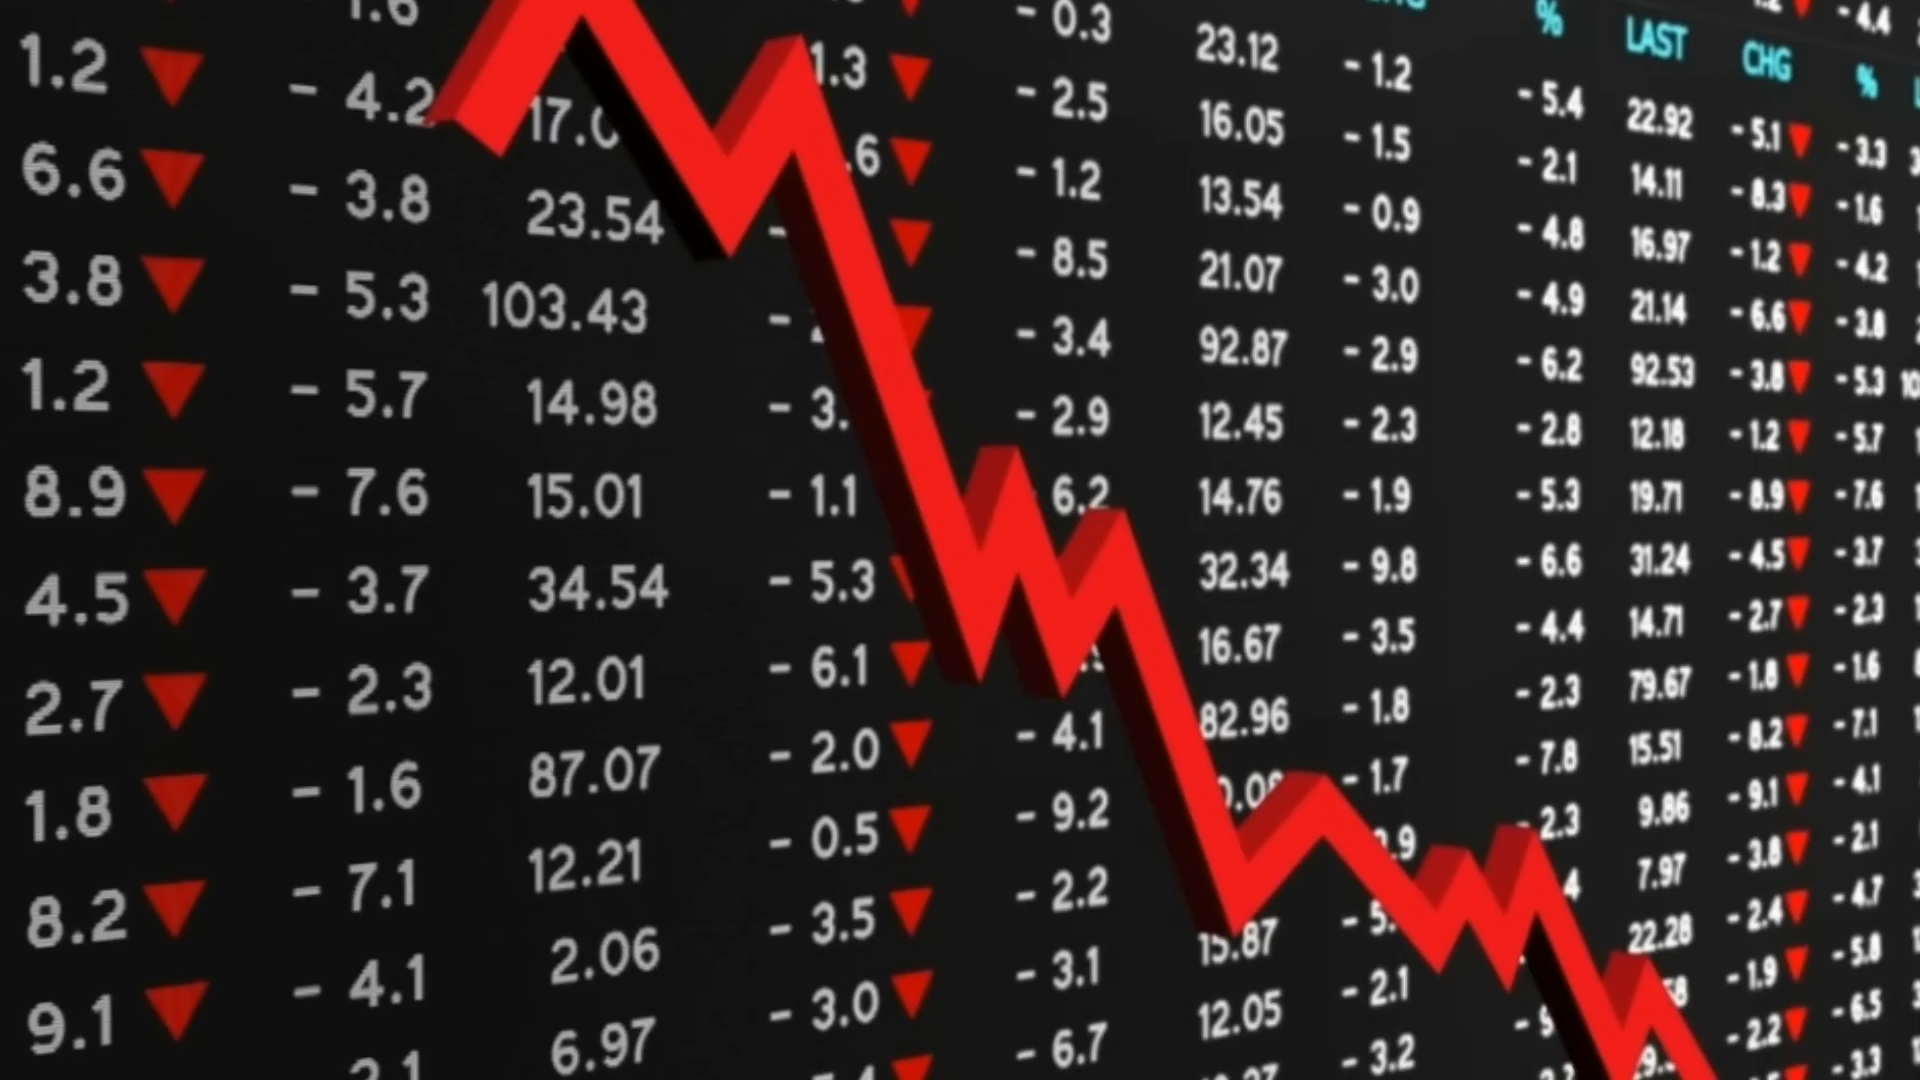 1.6 - 0.3 23.12 % LAST CHG - 4.4
1.2 - 4.2 1.3 - 2.5 16.05 - 1.2 - 5.4 22.92 - 5.1 - 3.3
6.6 - 3.8 23.54 - 1.2 13.54 - 1.5 - 2.1 14.11 - 8.3 - 1.6
3.8 - 5.3 103.43 - 8.5 21.07 - 0.9 - 4.8 16.97 - 1.2 - 4.2
1.2 - 5.7 14.98 - 3.4 92.87 - 3.0 - 4.9 21.14 - 6.6 - 3.8
8.9 - 7.6 15.01 - 1.1 - 2.9 12.45 - 2.9 - 6.2 92.53 - 3.8 - 5.3
4.5 - 3.7 34.54 - 5.3 6.2 14.76 - 2.3 - 2.8 12.18 - 1.2 - 5.7
2.7 - 2.3 12.01 - 6.1 32.34 - 1.9 - 5.3 19.71 - 8.9 - 7.6
1.8 - 1.6 87.07 - 2.0 - 4.1 16.67 - 9.8 - 6.6 31.24 - 4.5 - 3.7
8.2 - 7.1 12.21 - 0.5 - 9.2 82.96 - 3.5 - 4.4 14.71 - 2.7 - 2.3
9.1 - 4.1 2.06 - 3.5 - 2.2 - 1.8 - 2.3 79.67 - 1.8 - 1.6
6.97 - 3.0 - 3.1 15.87 - 1.7 - 7.8 15.51 - 8.2 - 7.1
- 6.7 12.05 - 2.1 2.3 9.86 - 9.1 - 4.1
- 3.2 7.97 - 3.8 - 2.1
22.28 - 2.4 - 4.7
- 1.9 - 5.8
- 2.2 - 6.5
- 3.3